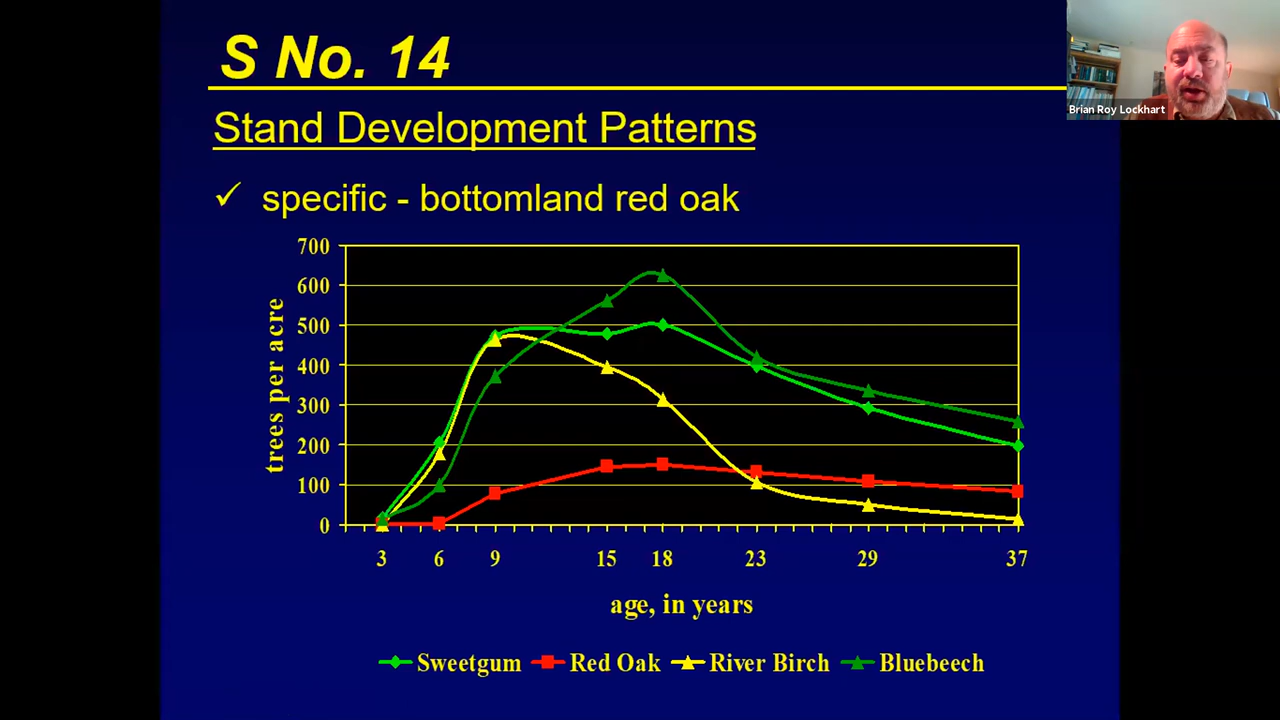 S No. 14
Brian Roy Lockhart
Stand Development Patterns
✓ specific - bottomland red oak
700
600
500
400
300
200
100
0
trees per acre
3 6 9 15 18 23 29 37
age, in years
Sweetgum Red Oak River Birch Bluebeech